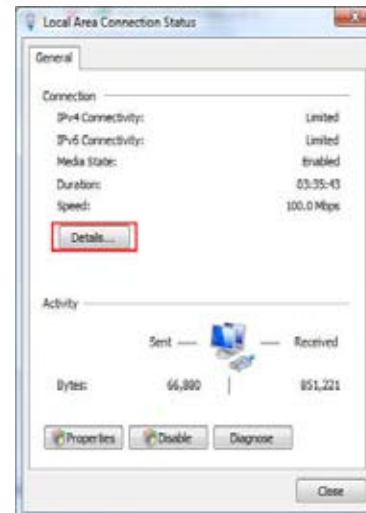 Local Area Connection Status
General
Connection
IPv4 Connectivity: Limited
IPv6 Connectivity: Limited
Media State: Enabled
Duration: 03:35:43
Speed: 100.0 Mbps
Details...
Activity
Sent Received
Bytes: 66,880 851,221
Properties Disable Diagnose
Close